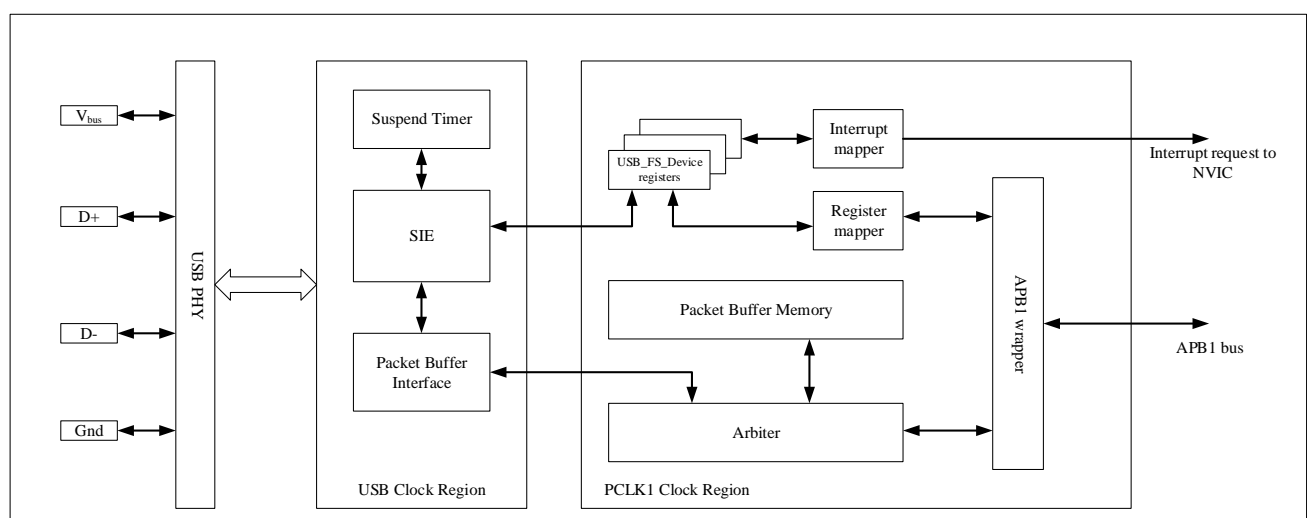 Vbus
D+
D-
Gnd
USB PHY
Suspend Timer
SIE
Packet Buffer
Interface
USB Clock Region
USB_FS_Device
registers
Interrupt
mapper
Register
mapper
Packet Buffer Memory
Arbiter
APB1 wrapper
PCLK1 Clock Region
Interrupt request to
NVIC
APB1 bus